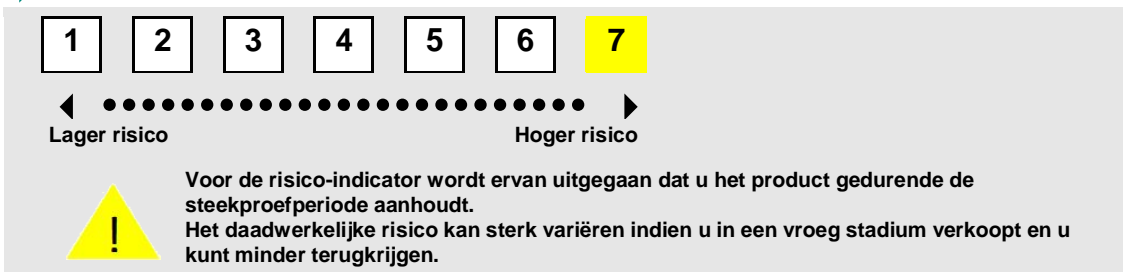 1 2 3 4 5 6 7
Lager risico Hoger risico
Voor de risico-indicator wordt ervan uitgegaan dat u het product gedurende de
steekproefperiode aanhoudt.
Het daadwerkelijke risico kan sterk variëren indien u in een vroeg stadium verkoopt en u
kunt minder terugkrijgen.
!